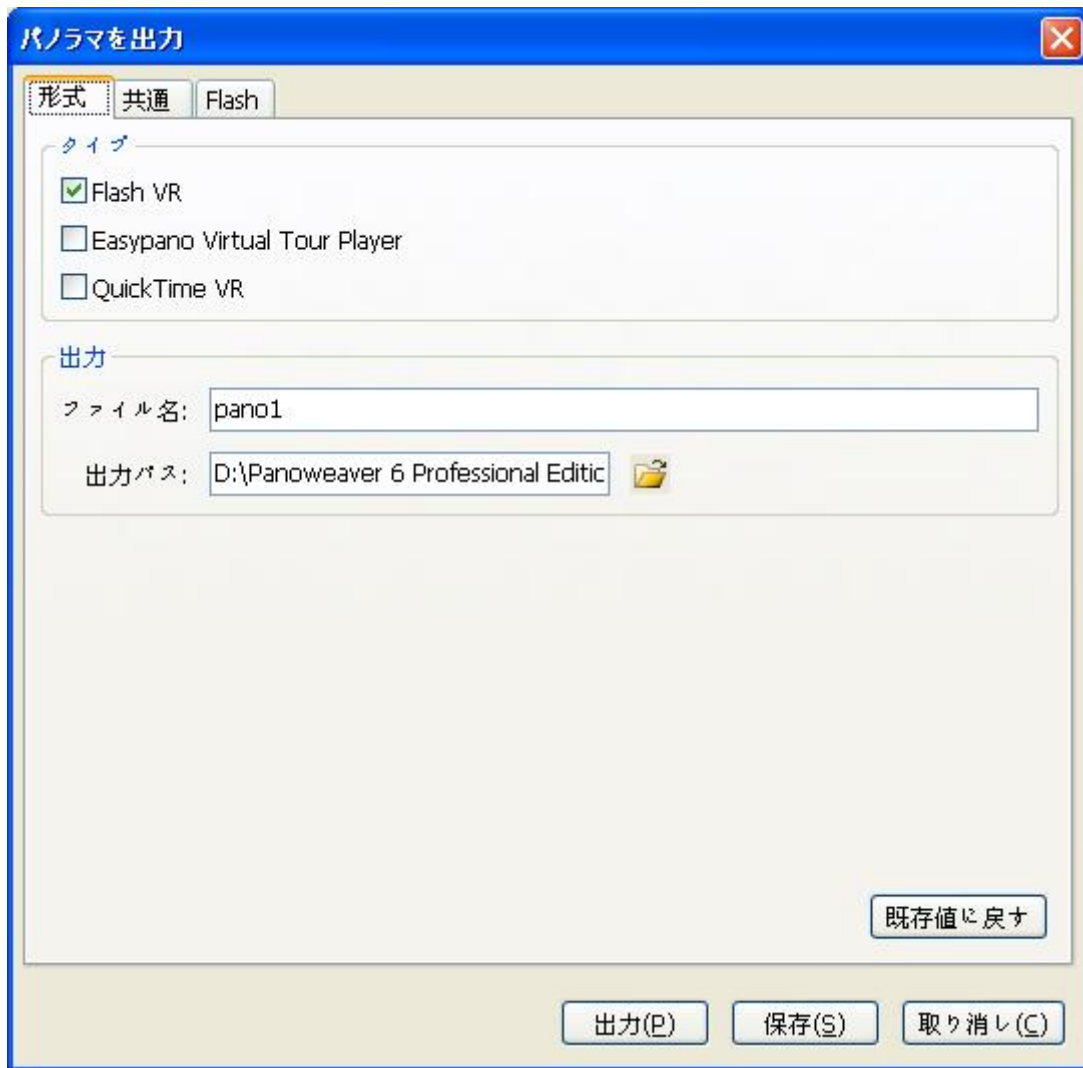 パノラマを出力
形式 共通 Flash
タイプ
Flash VR
Easypano Virtual Tour Player
QuickTime VR
出力
ファイル名: pano1
出力パス: D:\Panoweaver 6 Professional Editic
既存値に戻す
出力(P) 保存(S) 取り消し(C)